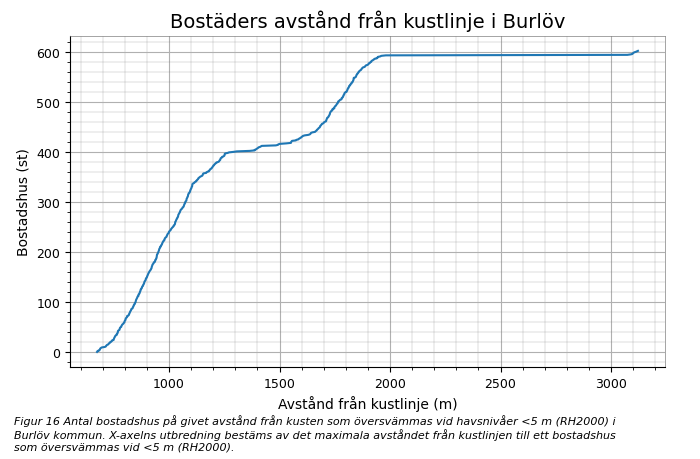 Bostäders avstånd från kustlinje i Burlöv
600
500
400
300
200
100
0
Bostadshus (st)
1000 1500 2000 2500 3000
Avstånd från kustlinje (m)
Figur 16 Antal bostadshus på givet avstånd från kusten som översvämmas vid havsnivåer <5 m (RH2000) i
Burlöv kommun. X-axelns utbredning bestäms av det maximala avståndet från kustlinjen till ett bostadshus
som översvämmas vid <5 m (RH2000).